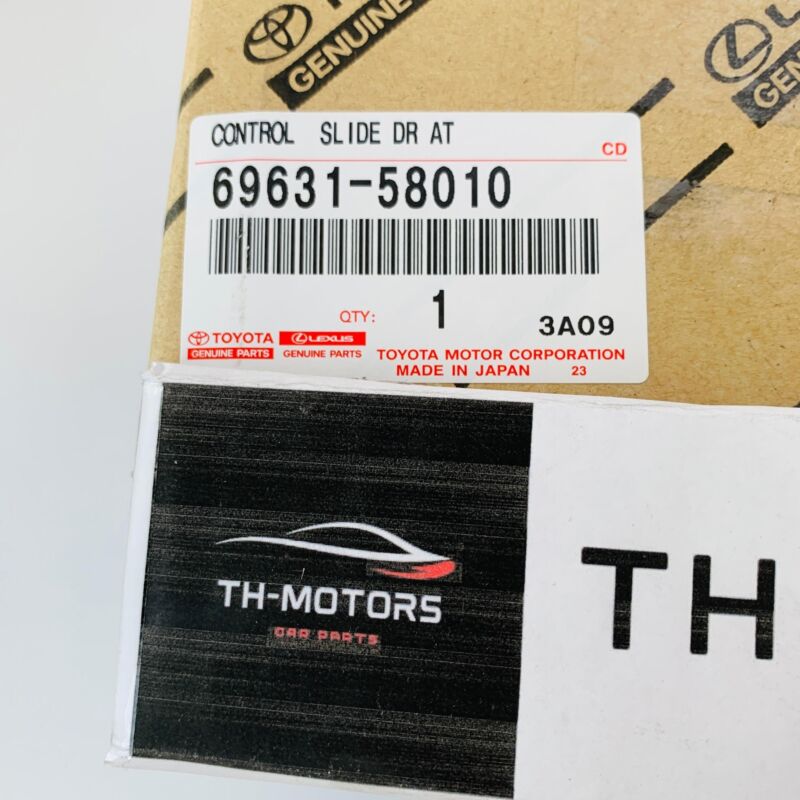 GENUINE
GENUINE
CONTROL SLIDE DR AT
CD
69631-58010
QTY: 1
3A09
TOYOTA LEXUS
GENUINE PARTS GENUINE PARTS
TOYOTA MOTOR CORPORATION
MADE IN JAPAN 23
TH-MOTORS
CAR PARTS
TH